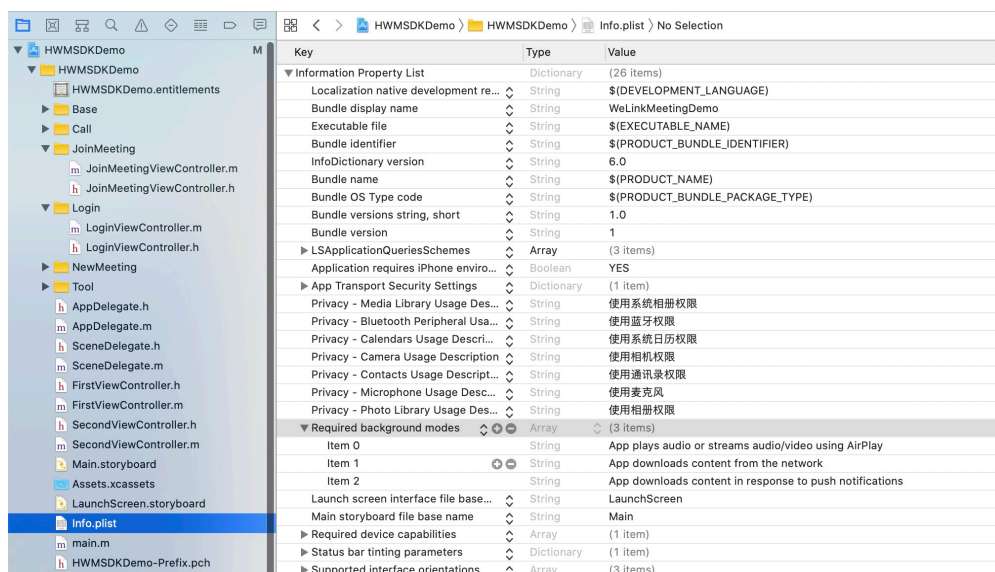 HWMSDKDemo HWMSDKDemo Info.plist No Selection
HWMSDKDemo M
HWMSDKDemo
HWMSDKDemo.entitlements
Base
Call
JoinMeeting
JoinMeetingViewController.m
JoinMeetingViewController.h
Login
LoginViewController.m
LoginViewController.h
NewMeeting
Tool
AppDelegate.h
AppDelegate.m
SceneDelegate.h
SceneDelegate.m
FirstViewController.h
FirstViewController.m
SecondViewController.h
SecondViewController.m
Main.storyboard
Assets.xcassets
LaunchScreen.storyboard
Info.plist
main.m
HWMSDKDemo-Prefix.pch
Key Type Value
Information Property List Dictionary (26 items)
Localization native development re... String $(DEVELOPMENT_LANGUAGE)
Bundle display name String WeLinkMeetingDemo
Executable file String $(EXECUTABLE_NAME)
Bundle identifier String $(PRODUCT_BUNDLE_IDENTIFIER)
InfoDictionary version String 6.0
Bundle name String $(PRODUCT_NAME)
Bundle OS Type code String $(PRODUCT_BUNDLE_PACKAGE_TYPE)
Bundle versions string, short String 1.0
Bundle version String 1
LSApplicationQueriesSchemes Array (3 items)
Application requires iPhone enviro... Boolean YES
App Transport Security Settings Dictionary (1 item)
Privacy - Media Library Usage Des... String 使用系统相册权限
Privacy - Bluetooth Peripheral Usa... String 使用蓝牙权限
Privacy - Calendars Usage Descri... String 使用系统日历权限
Privacy - Camera Usage Description String 使用相机权限
Privacy - Contacts Usage Descript... String 使用通讯录权限
Privacy - Microphone Usage Desc... String 使用麦克风
Privacy - Photo Library Usage Des... String 使用相册权限
Required background modes Array (3 items)
Item 0 String App plays audio or streams audio/video using AirPlay
Item 1 String App downloads content from the network
Item 2 String App downloads content in response to push notifications
Launch screen interface file base... String LaunchScreen
Main storyboard file base name String Main
Required device capabilities Array (1 item)
Status bar tinting parameters Dictionary (1 item)
Supported interface orientations Array (3 items)